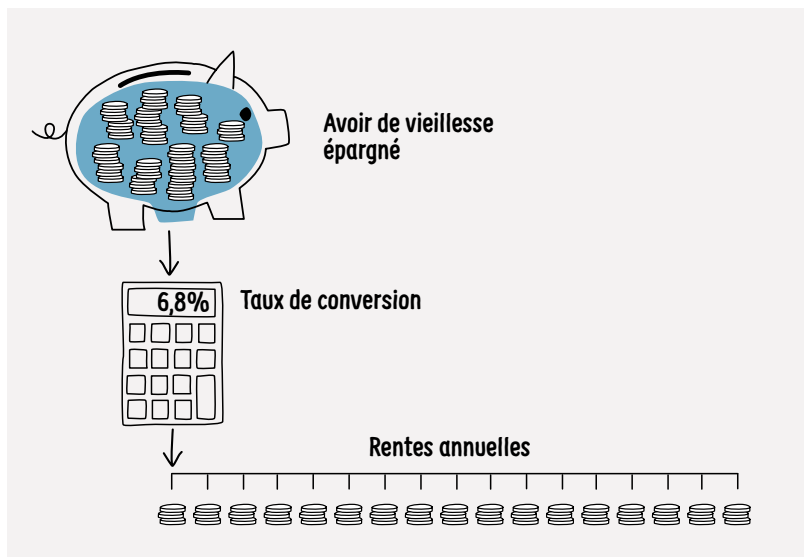 Avoir de vieillesse
épargné
6,8%
Taux de conversion
Rentes annuelles